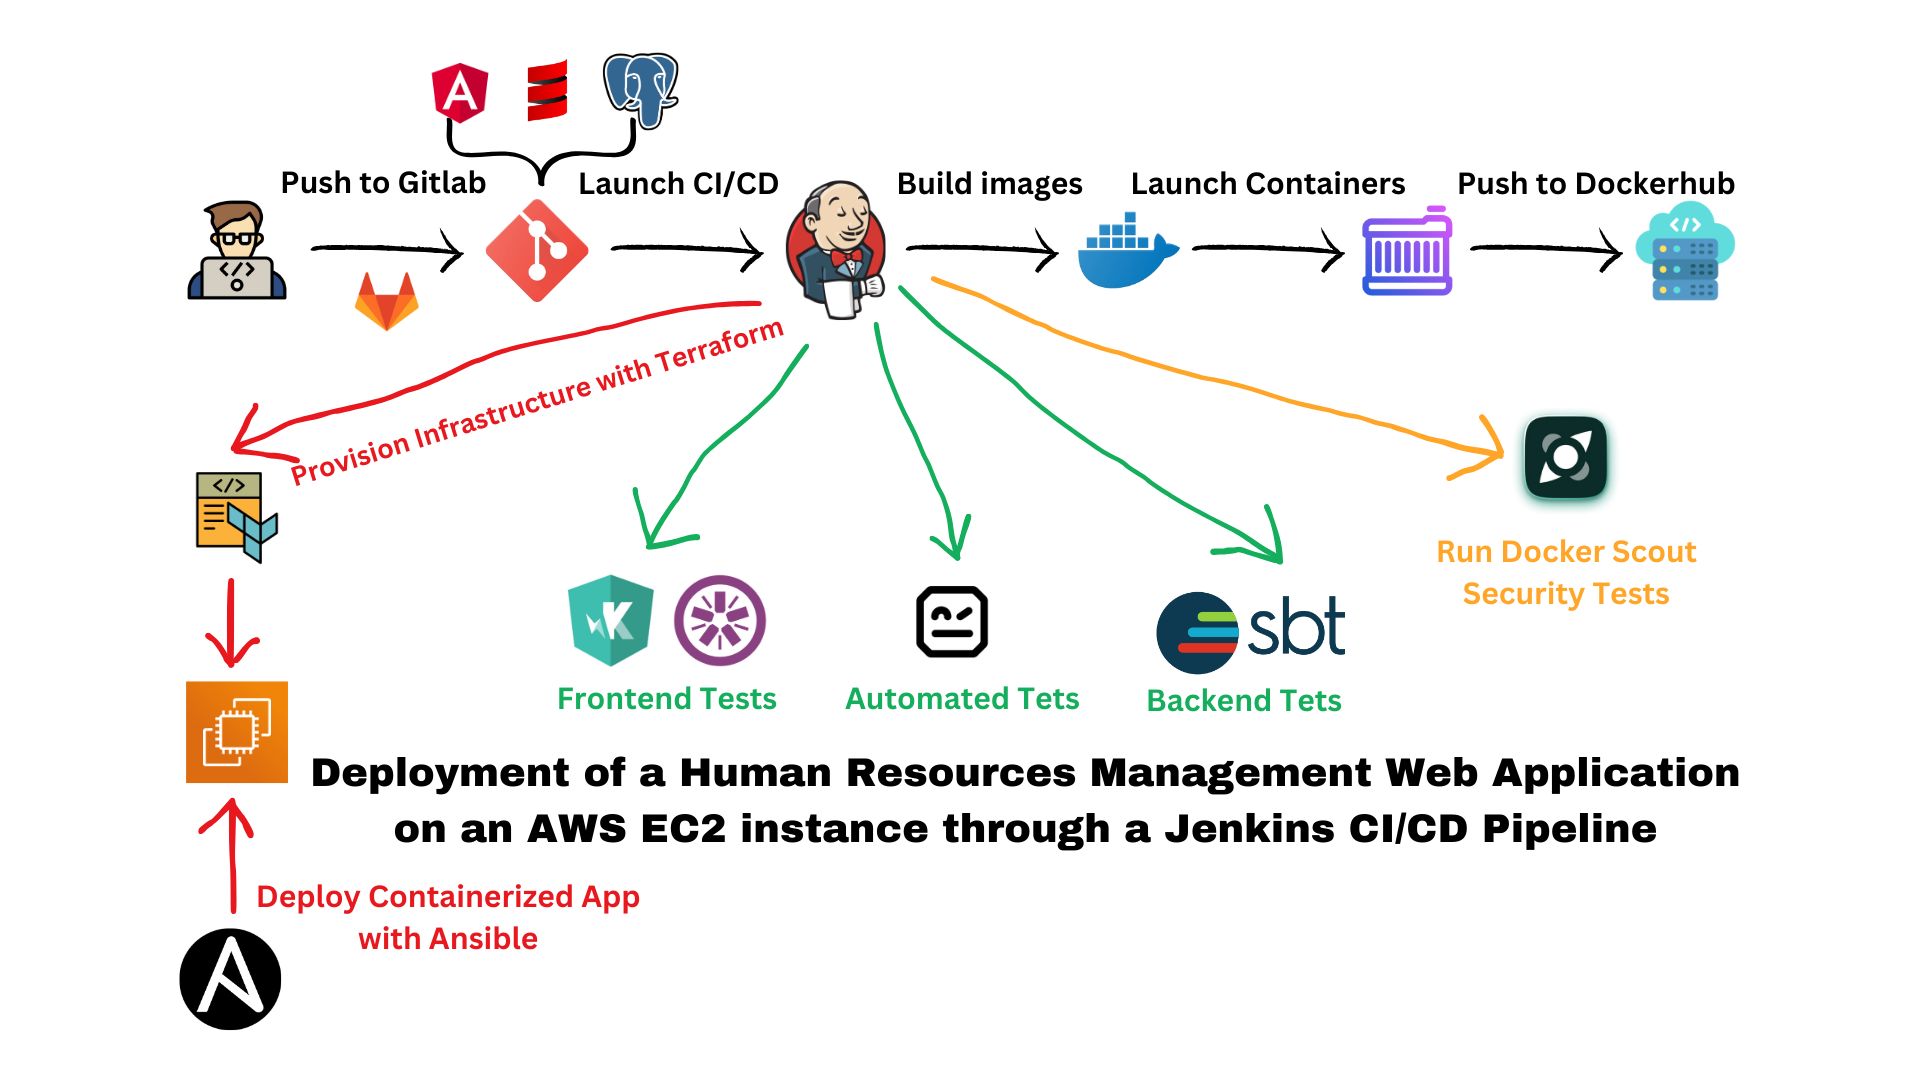 Push to Gitlab
Launch CI/CD
Build images
Launch Containers
Push to Dockerhub
</>
</>
Provision Infrastructure with Terraform
</>
Run Docker Scout
Security Tests
K
sbt
Frontend Tests
Automated Tets
Backend Tets
Deployment of a Human Resources Management Web Application
on an AWS EC2 instance through a Jenkins CI/CD Pipeline
Deploy Containerized App
with Ansible